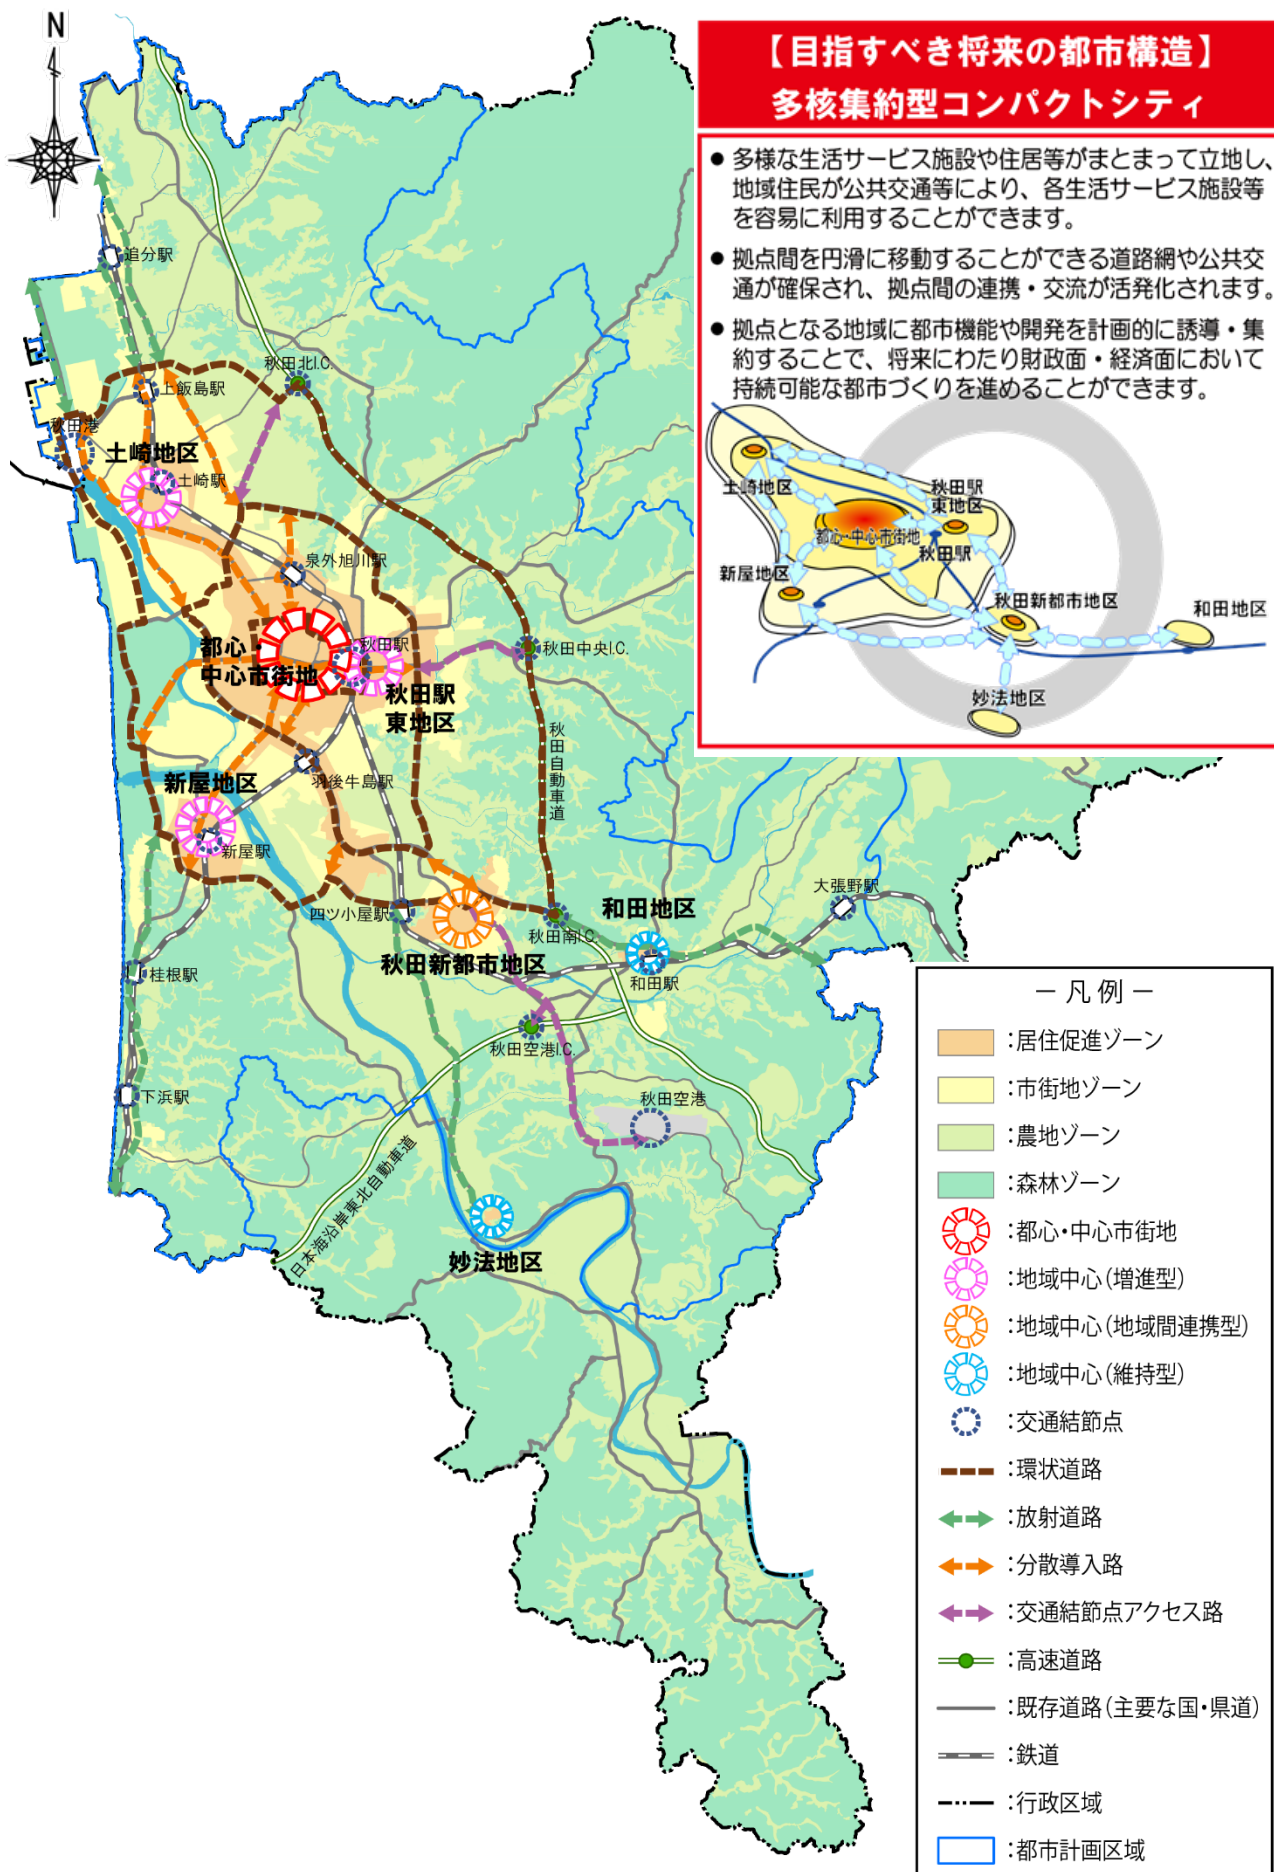 N
【目指すべき将来の都市構造】
多核集約型コンパクトシティ
● 多様な生活サービス施設や住居等がまとまって立地し、
地域住民が公共交通等により、各生活サービス施設等
を容易に利用することができます。
● 拠点間を円滑に移動することができる道路網や公共交
通が確保され、拠点間の連携・交流が活発化されます。
● 拠点となる地域に都市機能や開発を計画的に誘導・集
約することで、将来にわたり財政面・経済面において
持続可能な都市づくりを進めることができます。
土崎地区
秋田駅
東地区
都心・中心市街地
秋田駅
新屋地区
秋田新都市地区
和田地区
妙法地区
追分駅
秋田北I.C.
上飯島駅
秋田港
土崎地区
土崎駅
泉外旭川駅
都心・
中心市街地
秋田駅
秋田中央I.C.
秋田駅
東地区
秋田自動車道
羽後牛島駅
新屋地区
新屋駅
大張野駅
四ツ小屋駅
秋田南I.C.
和田地区
秋田新都市地区
和田駅
桂根駅
秋田空港I.C.
下浜駅
秋田空港
日本海沿岸東北自動車道
妙法地区
－ 凡 例 －
：居住促進ゾーン
：市街地ゾーン
：農地ゾーン
：森林ゾーン
：都心・中心市街地
：地域中心（増進型）
：地域中心（地域間連携型）
：地域中心（維持型）
：交通結節点
：環状道路
：放射道路
：分散導入路
：交通結節点アクセス路
：高速道路
：既存道路（主要な国・県道）
：鉄道
：行政区域
：都市計画区域